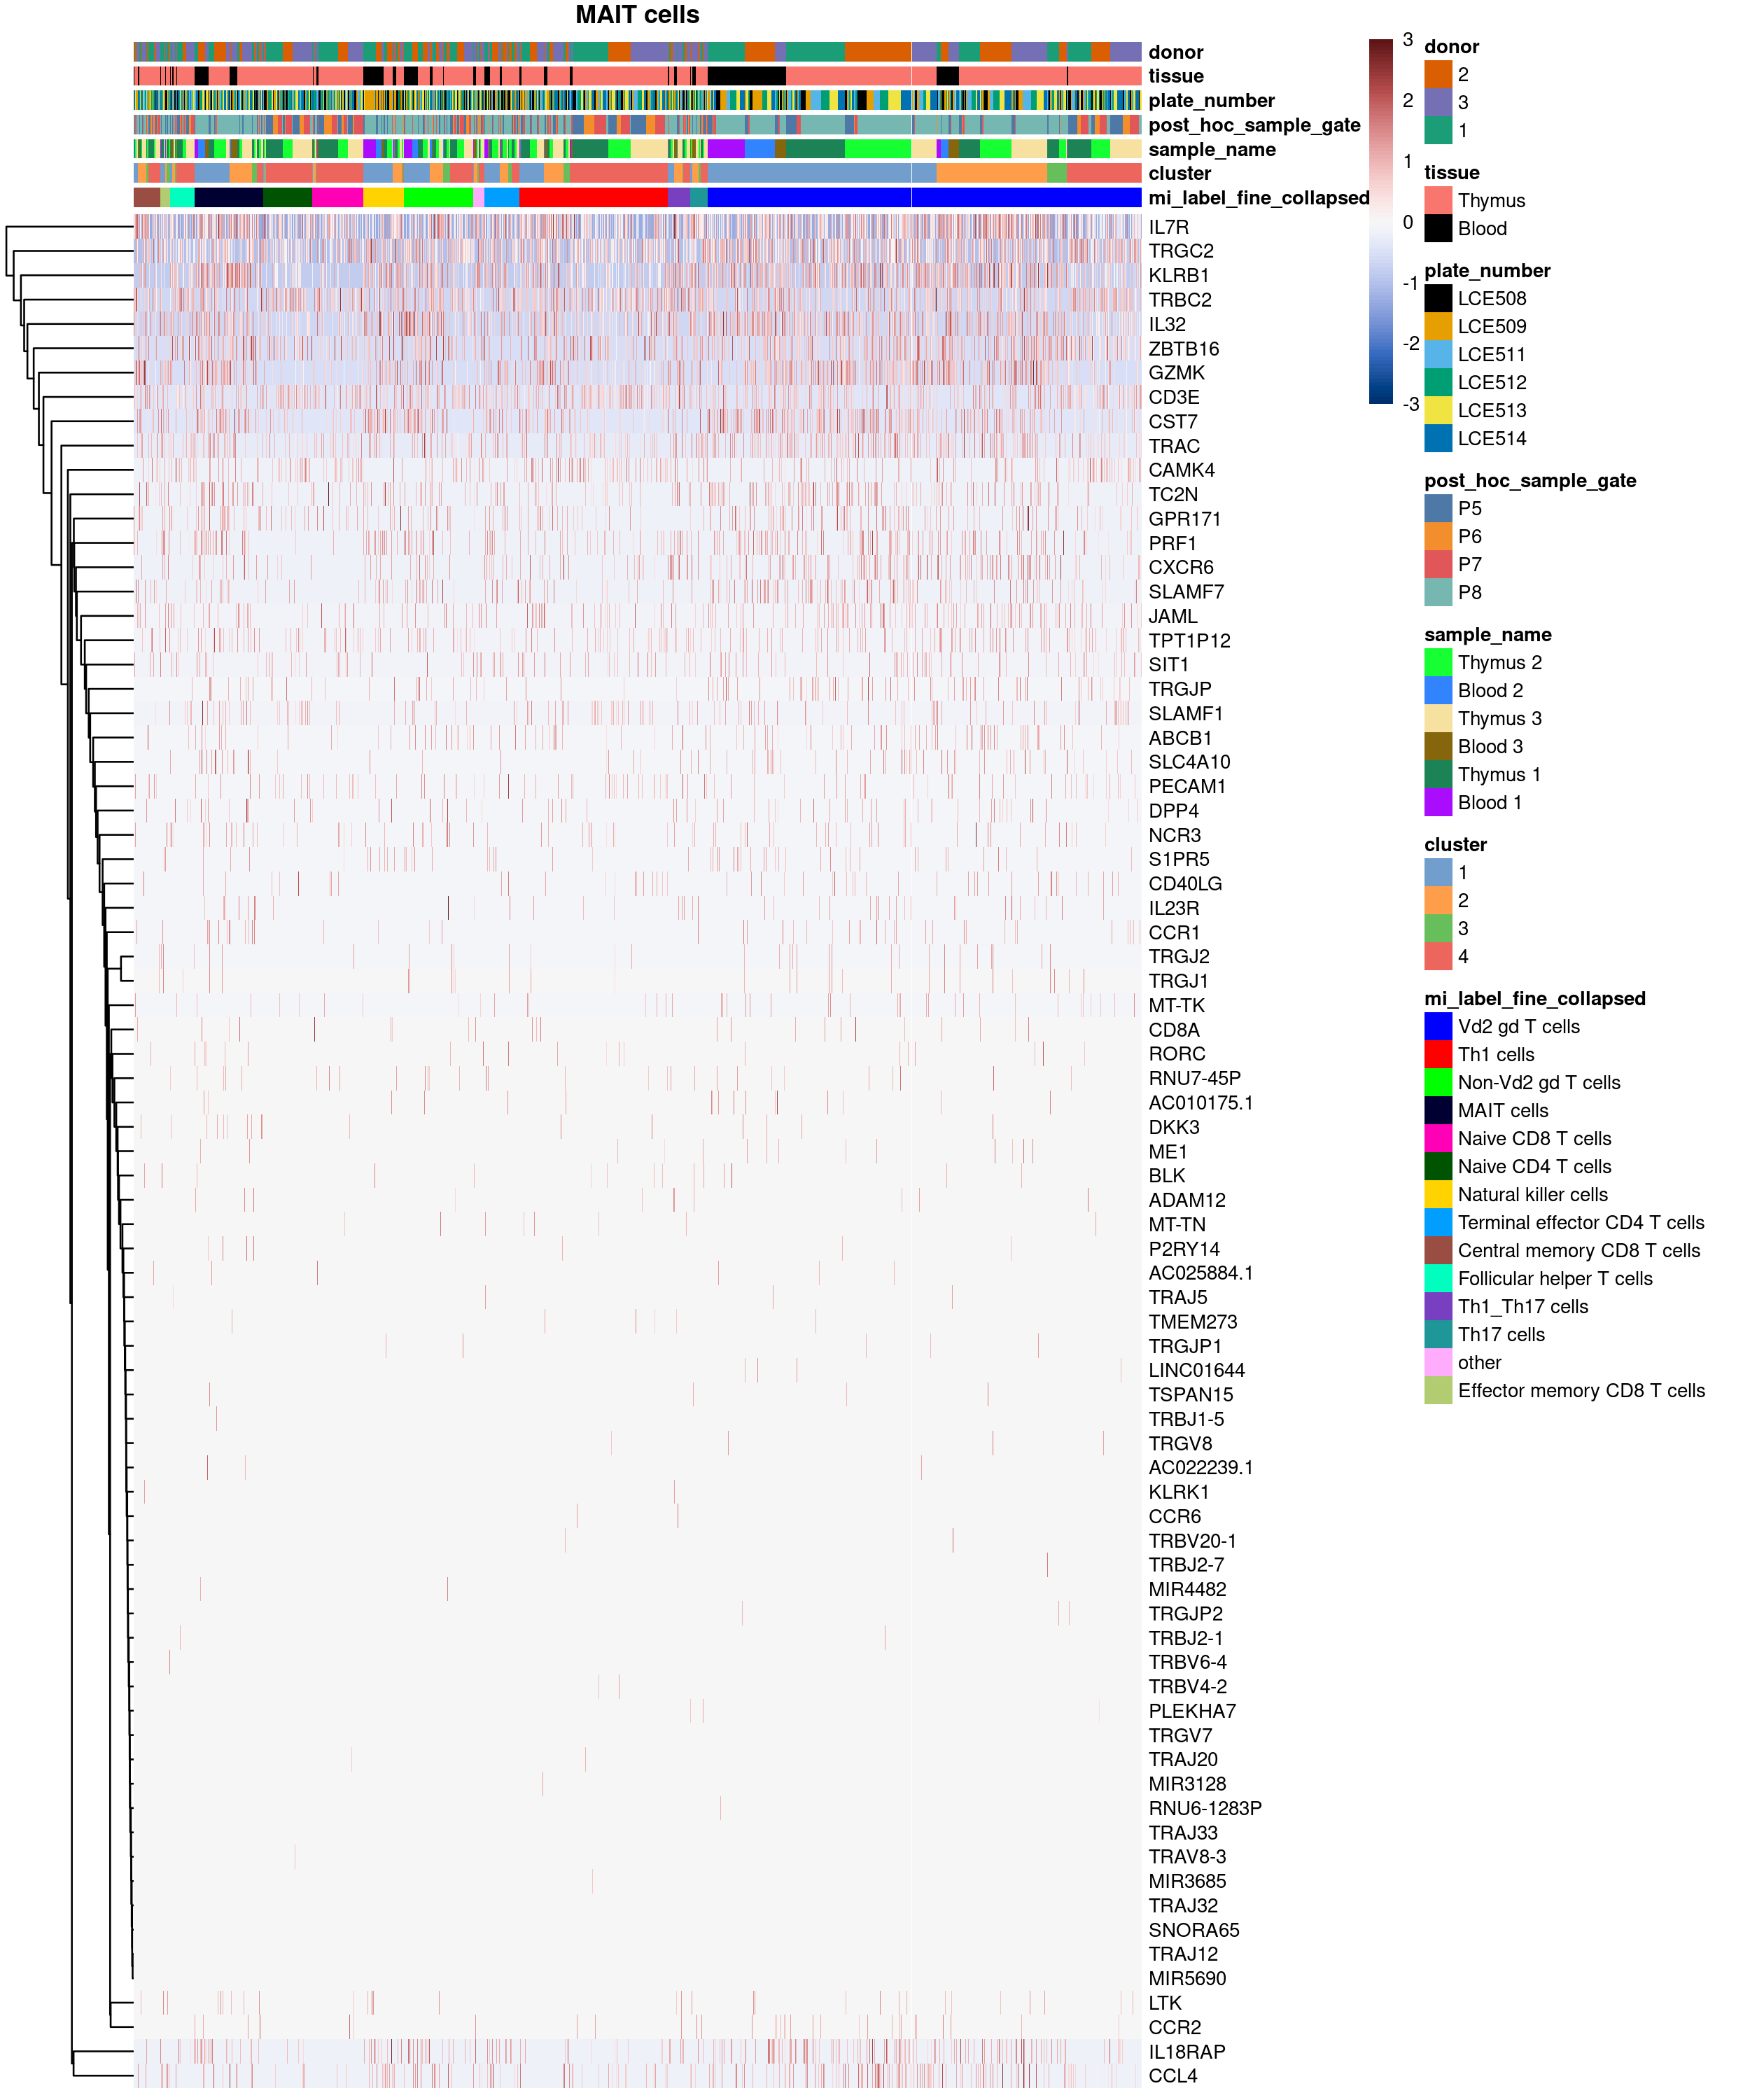 MAIT cells
donor
tissue
plate_number
post_hoc_sample_gate
sample_name
cluster
mi_label_fine_collapsed
IL7R
TRGC2
KLRB1
TRBC2
IL32
ZBTB16
GZMK
CD3E
CST7
TRAC
CAMK4
TC2N
GPR171
PRF1
CXCR6
SLAMF7
JAML
TPT1P12
SIT1
TRGJP
SLAMF1
ABCB1
SLC4A10
PECAM1
DPP4
NCR3
S1PR5
CD40LG
IL23R
CCR1
TRGJ2
TRGJ1
MT-TK
CD8A
RORC
RNU7-45P
AC010175.1
DKK3
ME1
BLK
ADAM12
MT-TN
P2RY14
AC025884.1
TRAJ5
TMEM273
TRGJP1
LINC01644
TSPAN15
TRBJ1-5
TRGV8
AC022239.1
KLRK1
CCR6
TRBV20-1
TRBJ2-7
MIR4482
TRGJP2
TRBJ2-1
TRBV6-4
TRBV4-2
PLEKHA7
TRGV7
TRAJ20
MIR3128
RNU6-1283P
TRAJ33
TRAV8-3
MIR3685
TRAJ32
SNORA65
TRAJ12
MIR5690
LTK
CCR2
IL18RAP
CCL4
3
2
1
0
-1
-2
-3
donor
2
3
1
tissue
Thymus
Blood
plate_number
LCE508
LCE509
LCE511
LCE512
LCE513
LCE514
post_hoc_sample_gate
P5
P6
P7
P8
sample_name
Thymus 2
Blood 2
Thymus 3
Blood 3
Thymus 1
Blood 1
cluster
1
2
3
4
mi_label_fine_collapsed
Vd2 gd T cells
Th1 cells
Non-Vd2 gd T cells
MAIT cells
Naive CD8 T cells
Naive CD4 T cells
Natural killer cells
Terminal effector CD4 T cells
Central memory CD8 T cells
Follicular helper T cells
Th1_Th17 cells
Th17 cells
other
Effector memory CD8 T cells